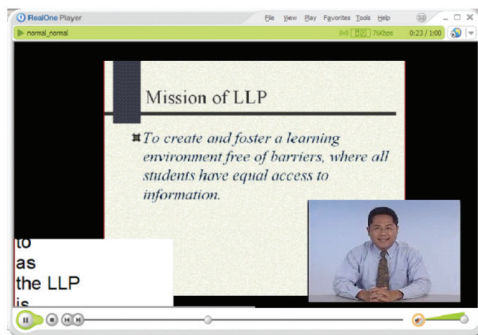 RealOne Player
File View Play Favorites Tools Help
normal_normal
76Kbps 0:23 / 1:00
Mission of LLP
To create and foster a learning
environment free of barriers, where all
students have equal access to
information.
to
as
the LLP
is